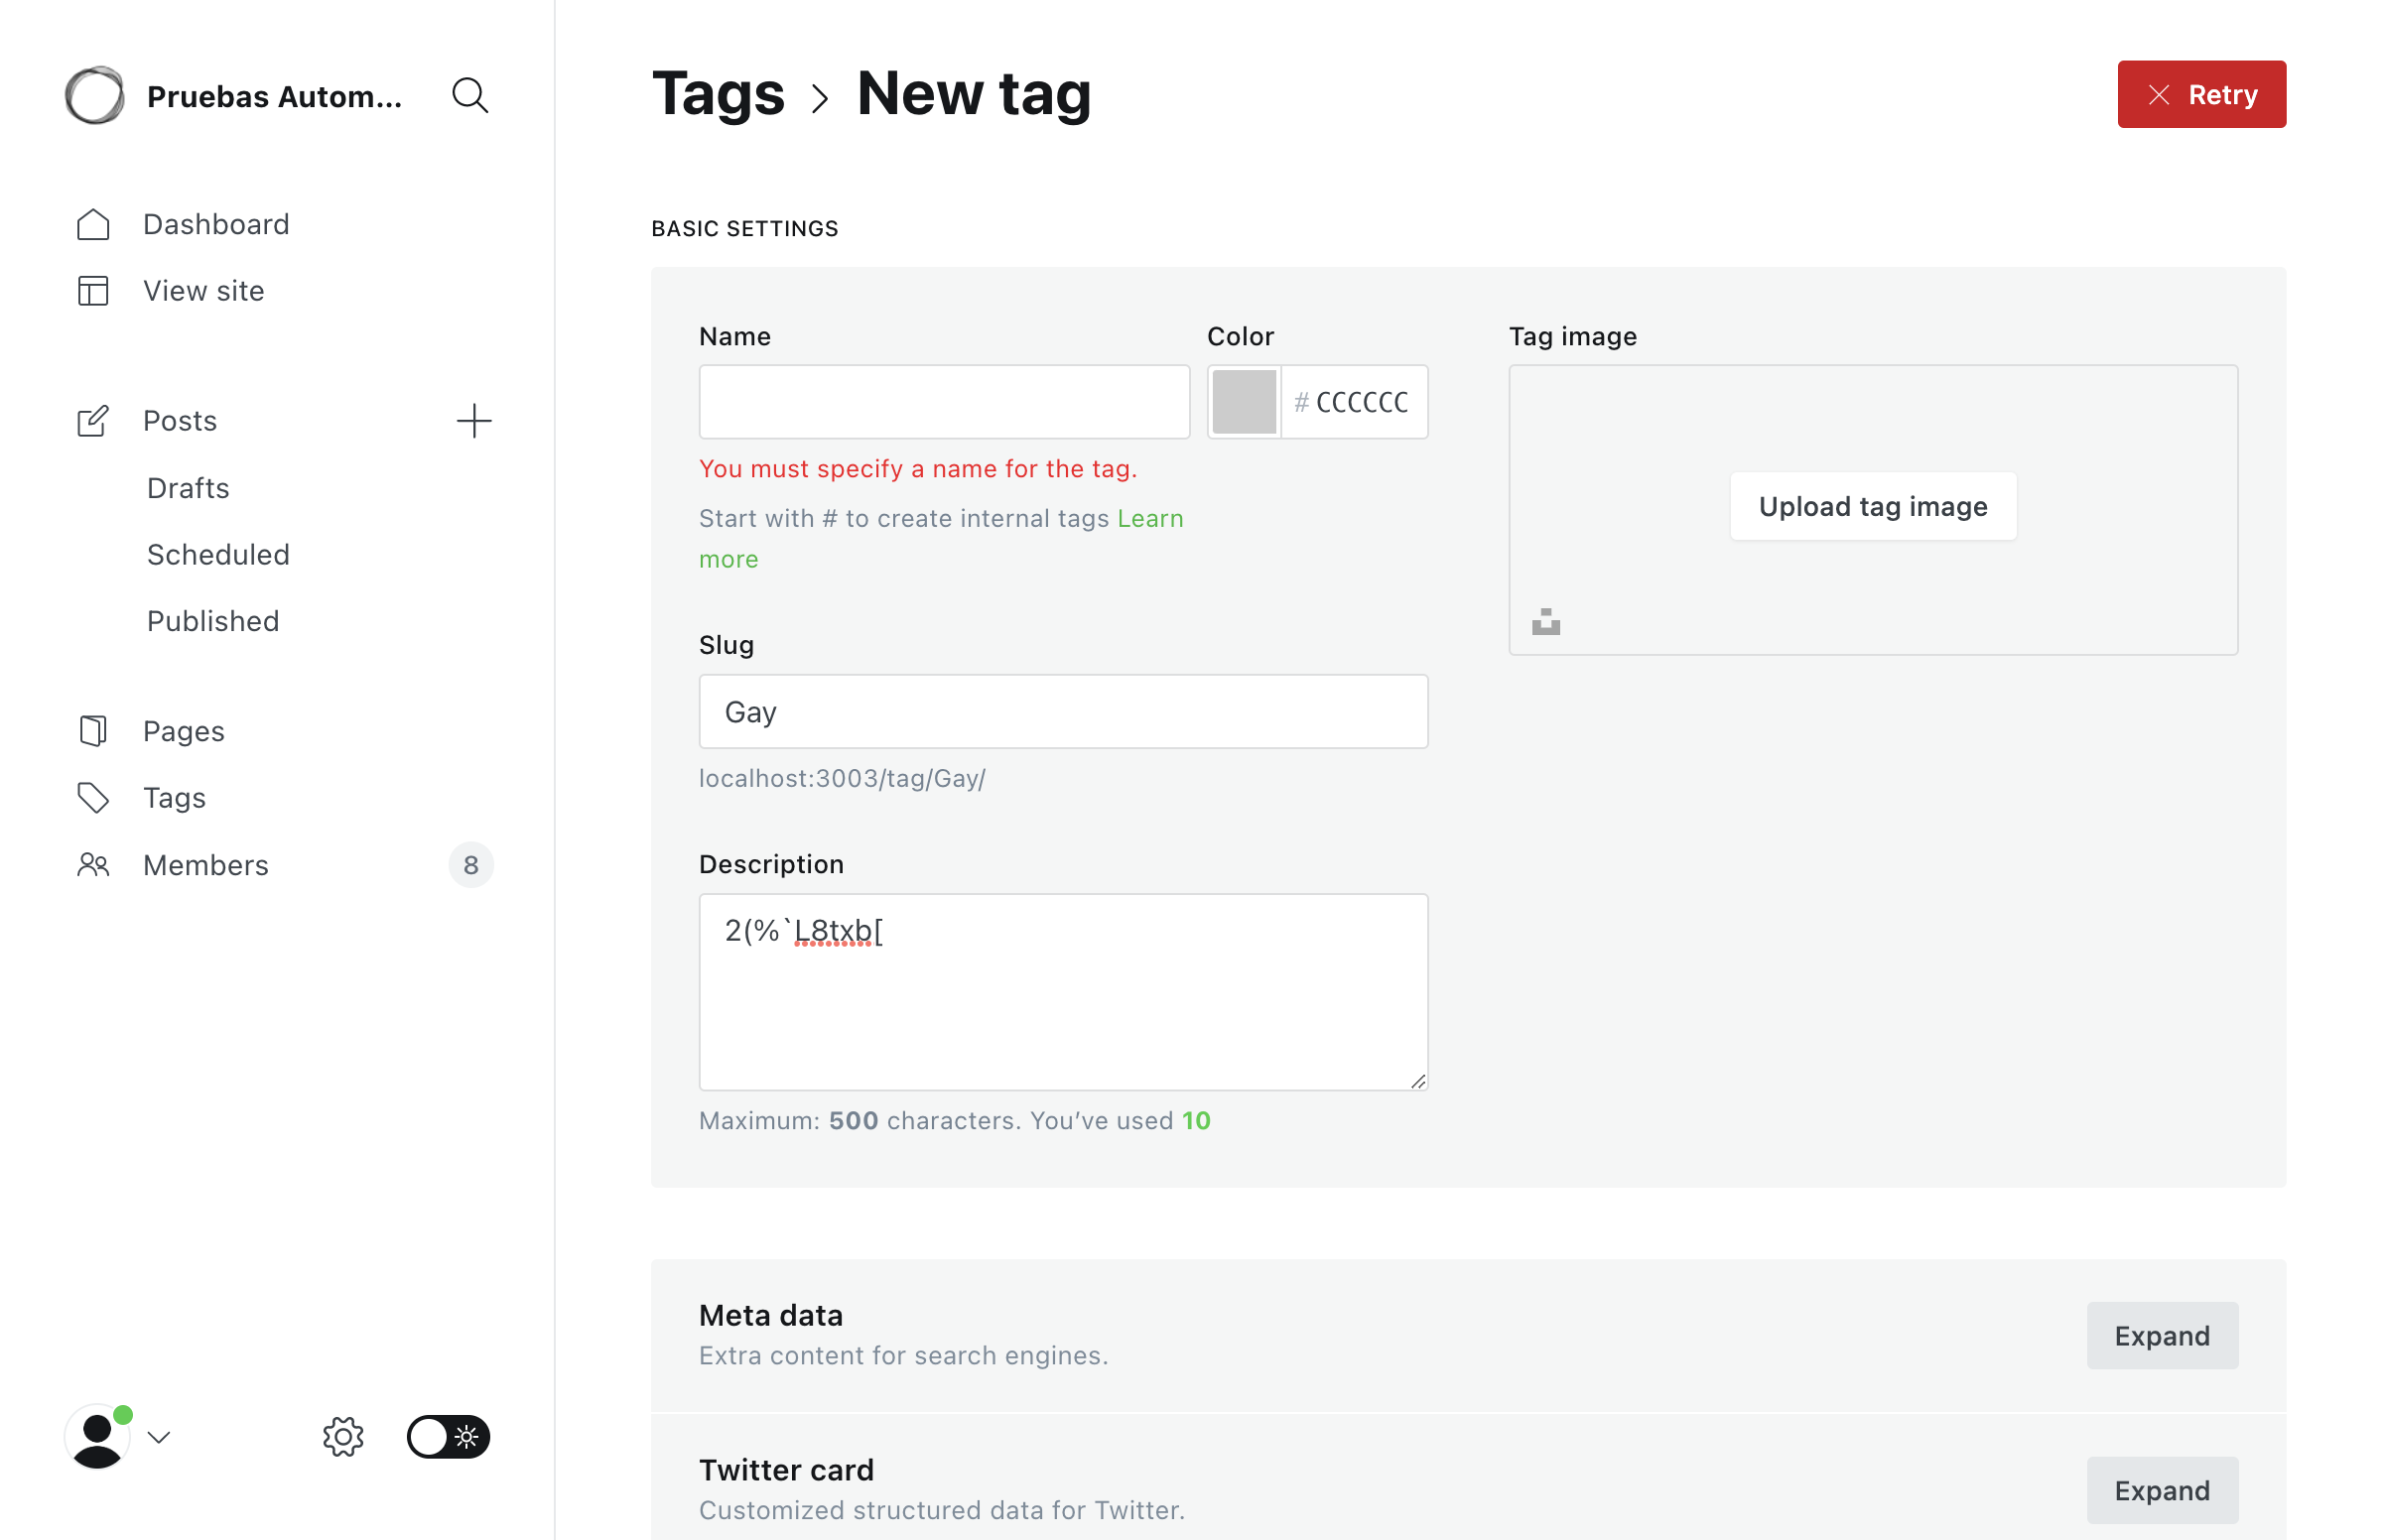 Pruebas Autom...
Dashboard
View site
Posts
Drafts
Scheduled
Published
Pages
Tags
Members 8
Tags > New tag
Retry
BASIC SETTINGS
Name
You must specify a name for the tag.
Start with # to create internal tags Learn
more
Color
# CCCCCC
Slug
Gay
localhost:3003/tag/Gay/
Description
2(%`L8txb[
Maximum: 500 characters. You’ve used 10
Tag image
Upload tag image
Meta data
Extra content for search engines.
Expand
Twitter card
Customized structured data for Twitter.
Expand